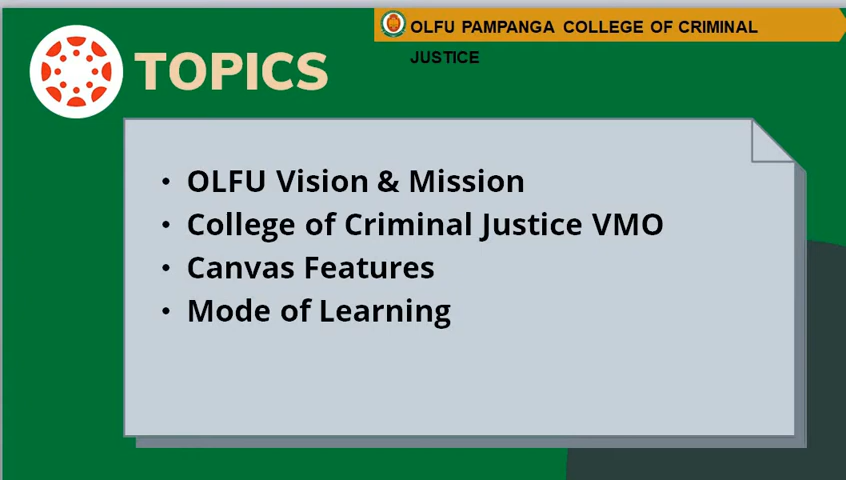 OLFU PAMPANGA COLLEGE OF CRIMINAL
JUSTICE
TOPICS
• OLFU Vision & Mission
• College of Criminal Justice VMO
• Canvas Features
• Mode of Learning